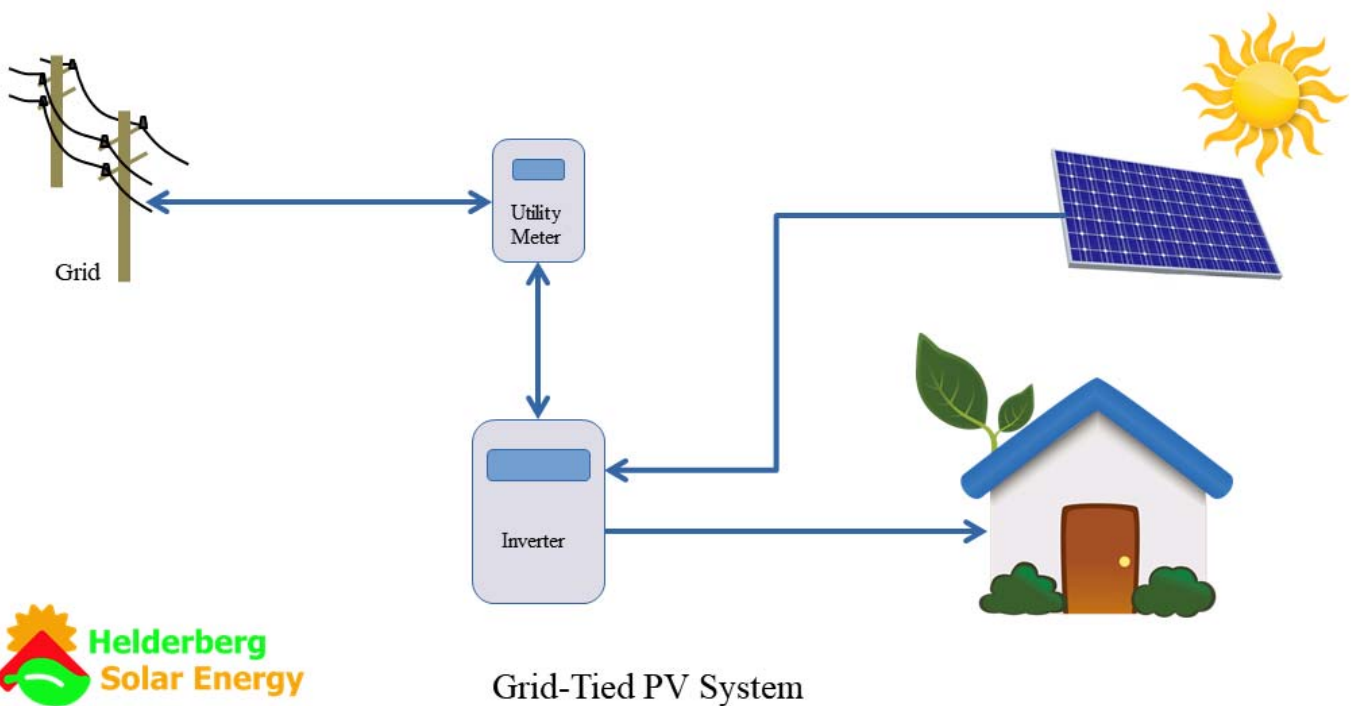 Grid
Utility
Meter
Inverter
Helderberg
Solar Energy
Grid-Tied PV System